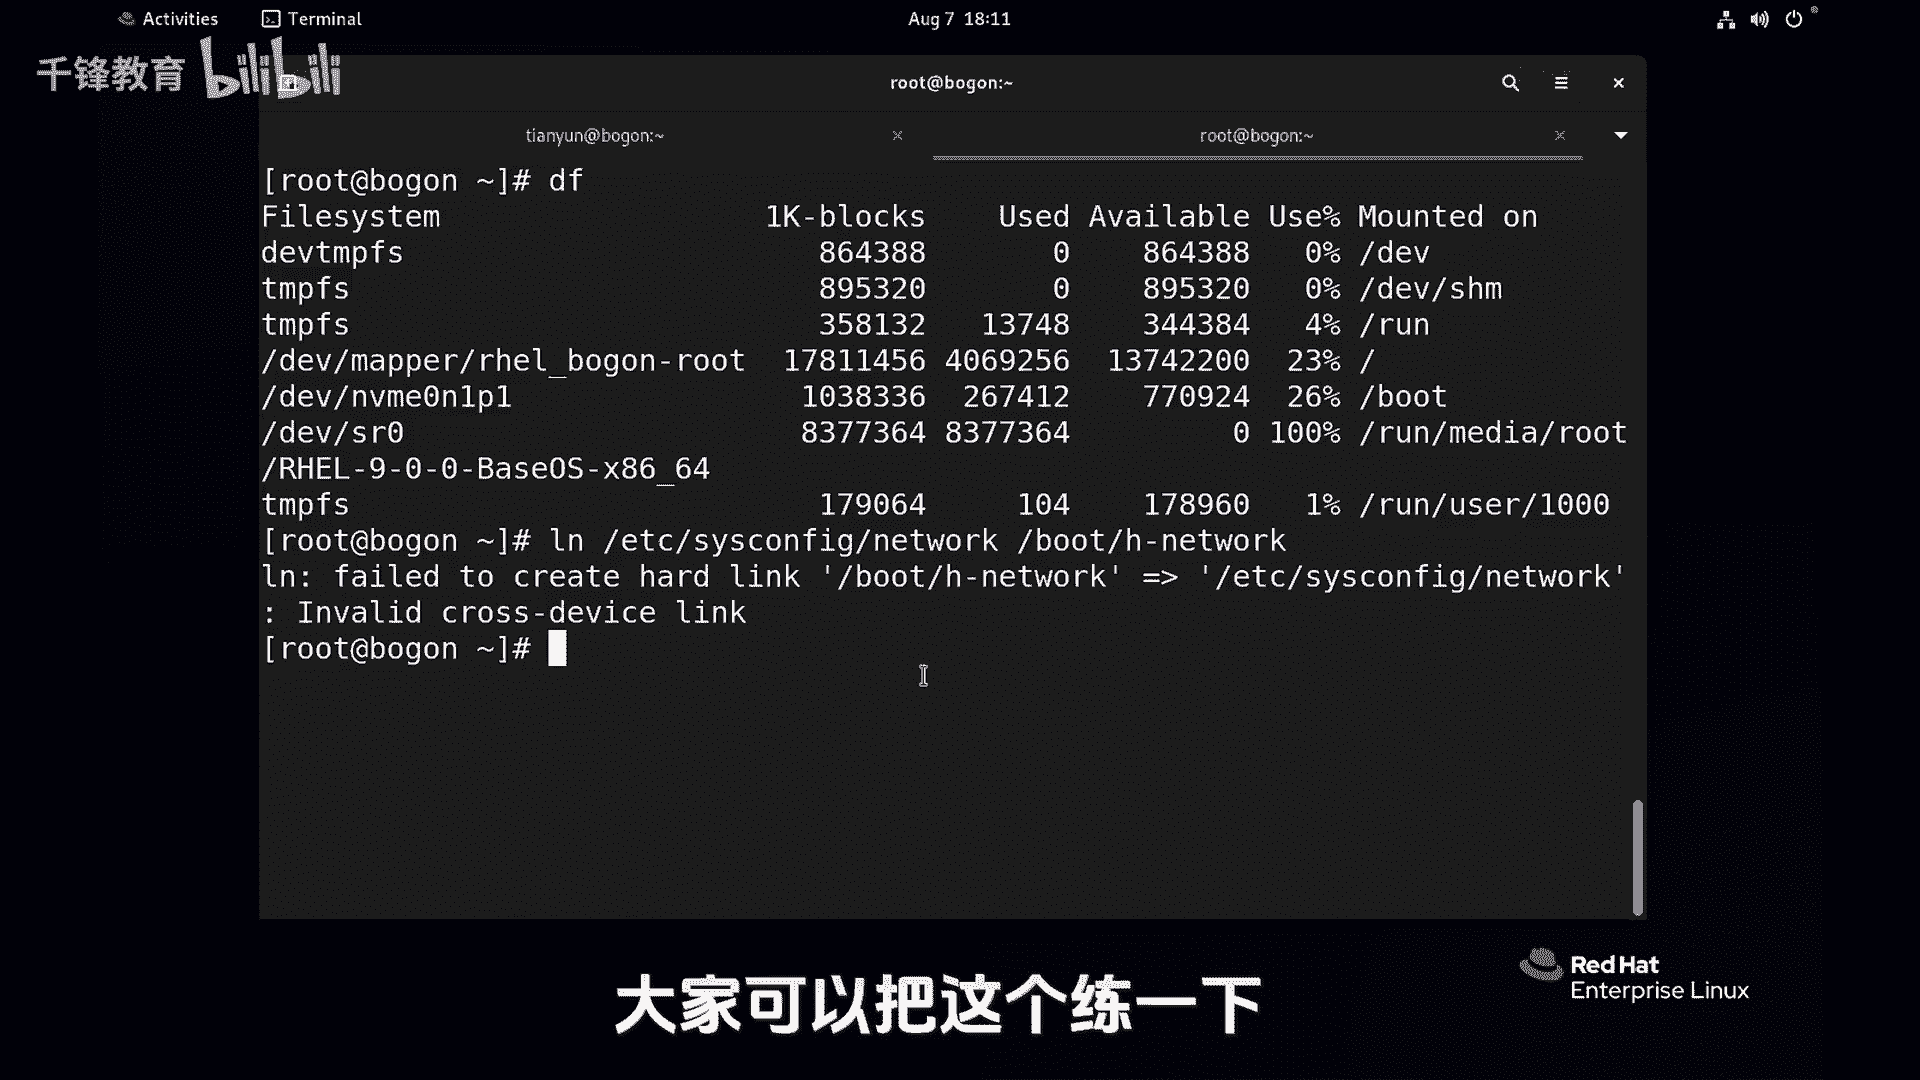 Activities Terminal Aug 7 18:11
千锋教育 bilibili
root@bogon:~
tianyun@bogon:~ root@bogon:~
[root@bogon ~]# df
Filesystem 1K-blocks Used Available Use% Mounted on
devtmpfs 864388 0 864388 0% /dev
tmpfs 895320 0 895320 0% /dev/shm
tmpfs 358132 13748 344384 4% /run
/dev/mapper/rhel_bogon-root 17811456 4069256 13742200 23% /
/dev/nvme0n1p1 1038336 267412 770924 26% /boot
/dev/sr0 8377364 8377364 0 100% /run/media/root
/RHEL-9-0-0-BaseOS-x86_64
tmpfs 179064 104 178960 1% /run/user/1000
[root@bogon ~]# ln /etc/sysconfig/network /boot/h-network
ln: failed to create hard link '/boot/h-network' => '/etc/sysconfig/network'
: Invalid cross-device link
[root@bogon ~]#
Red Hat
Enterprise Linux
大家可以把这个练一下